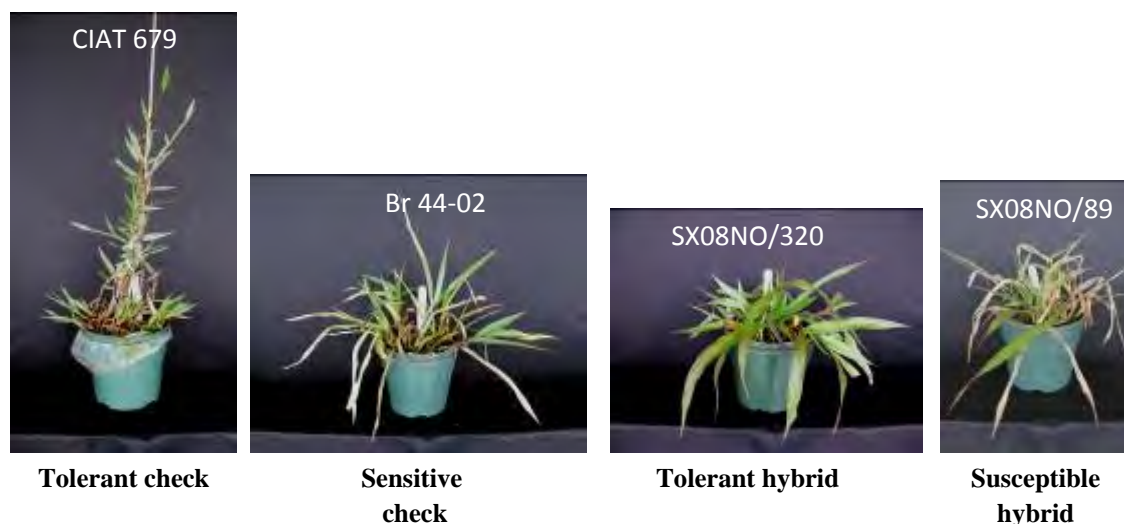 CIAT 679
Br 44-02
SX08NO/320
SX08NO/89
Tolerant check
Sensitive
check
Tolerant hybrid
Susceptible
hybrid